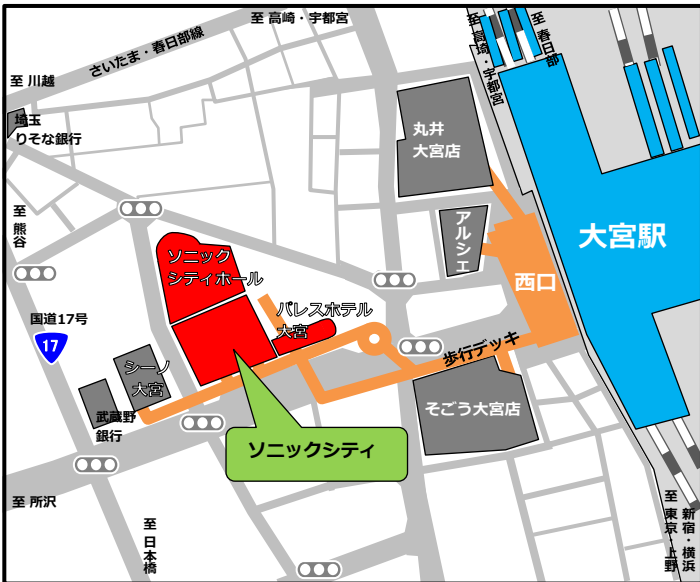 至 高崎・宇都宮
至 高崎・宇都宮
至 春日部
さいたま・春日部線
至 川越
埼玉
りそな銀行
丸井
大宮店
至 熊谷
アルシェ
大宮駅
ソニック
シティホール
西口
国道17号
17
パレスホテル
大宮
歩行デッキ
シーノ
大宮
そごう大宮店
武蔵野
銀行
ソニックシティ
至 所沢
至 日本橋
至 新宿・横浜
東京・上野